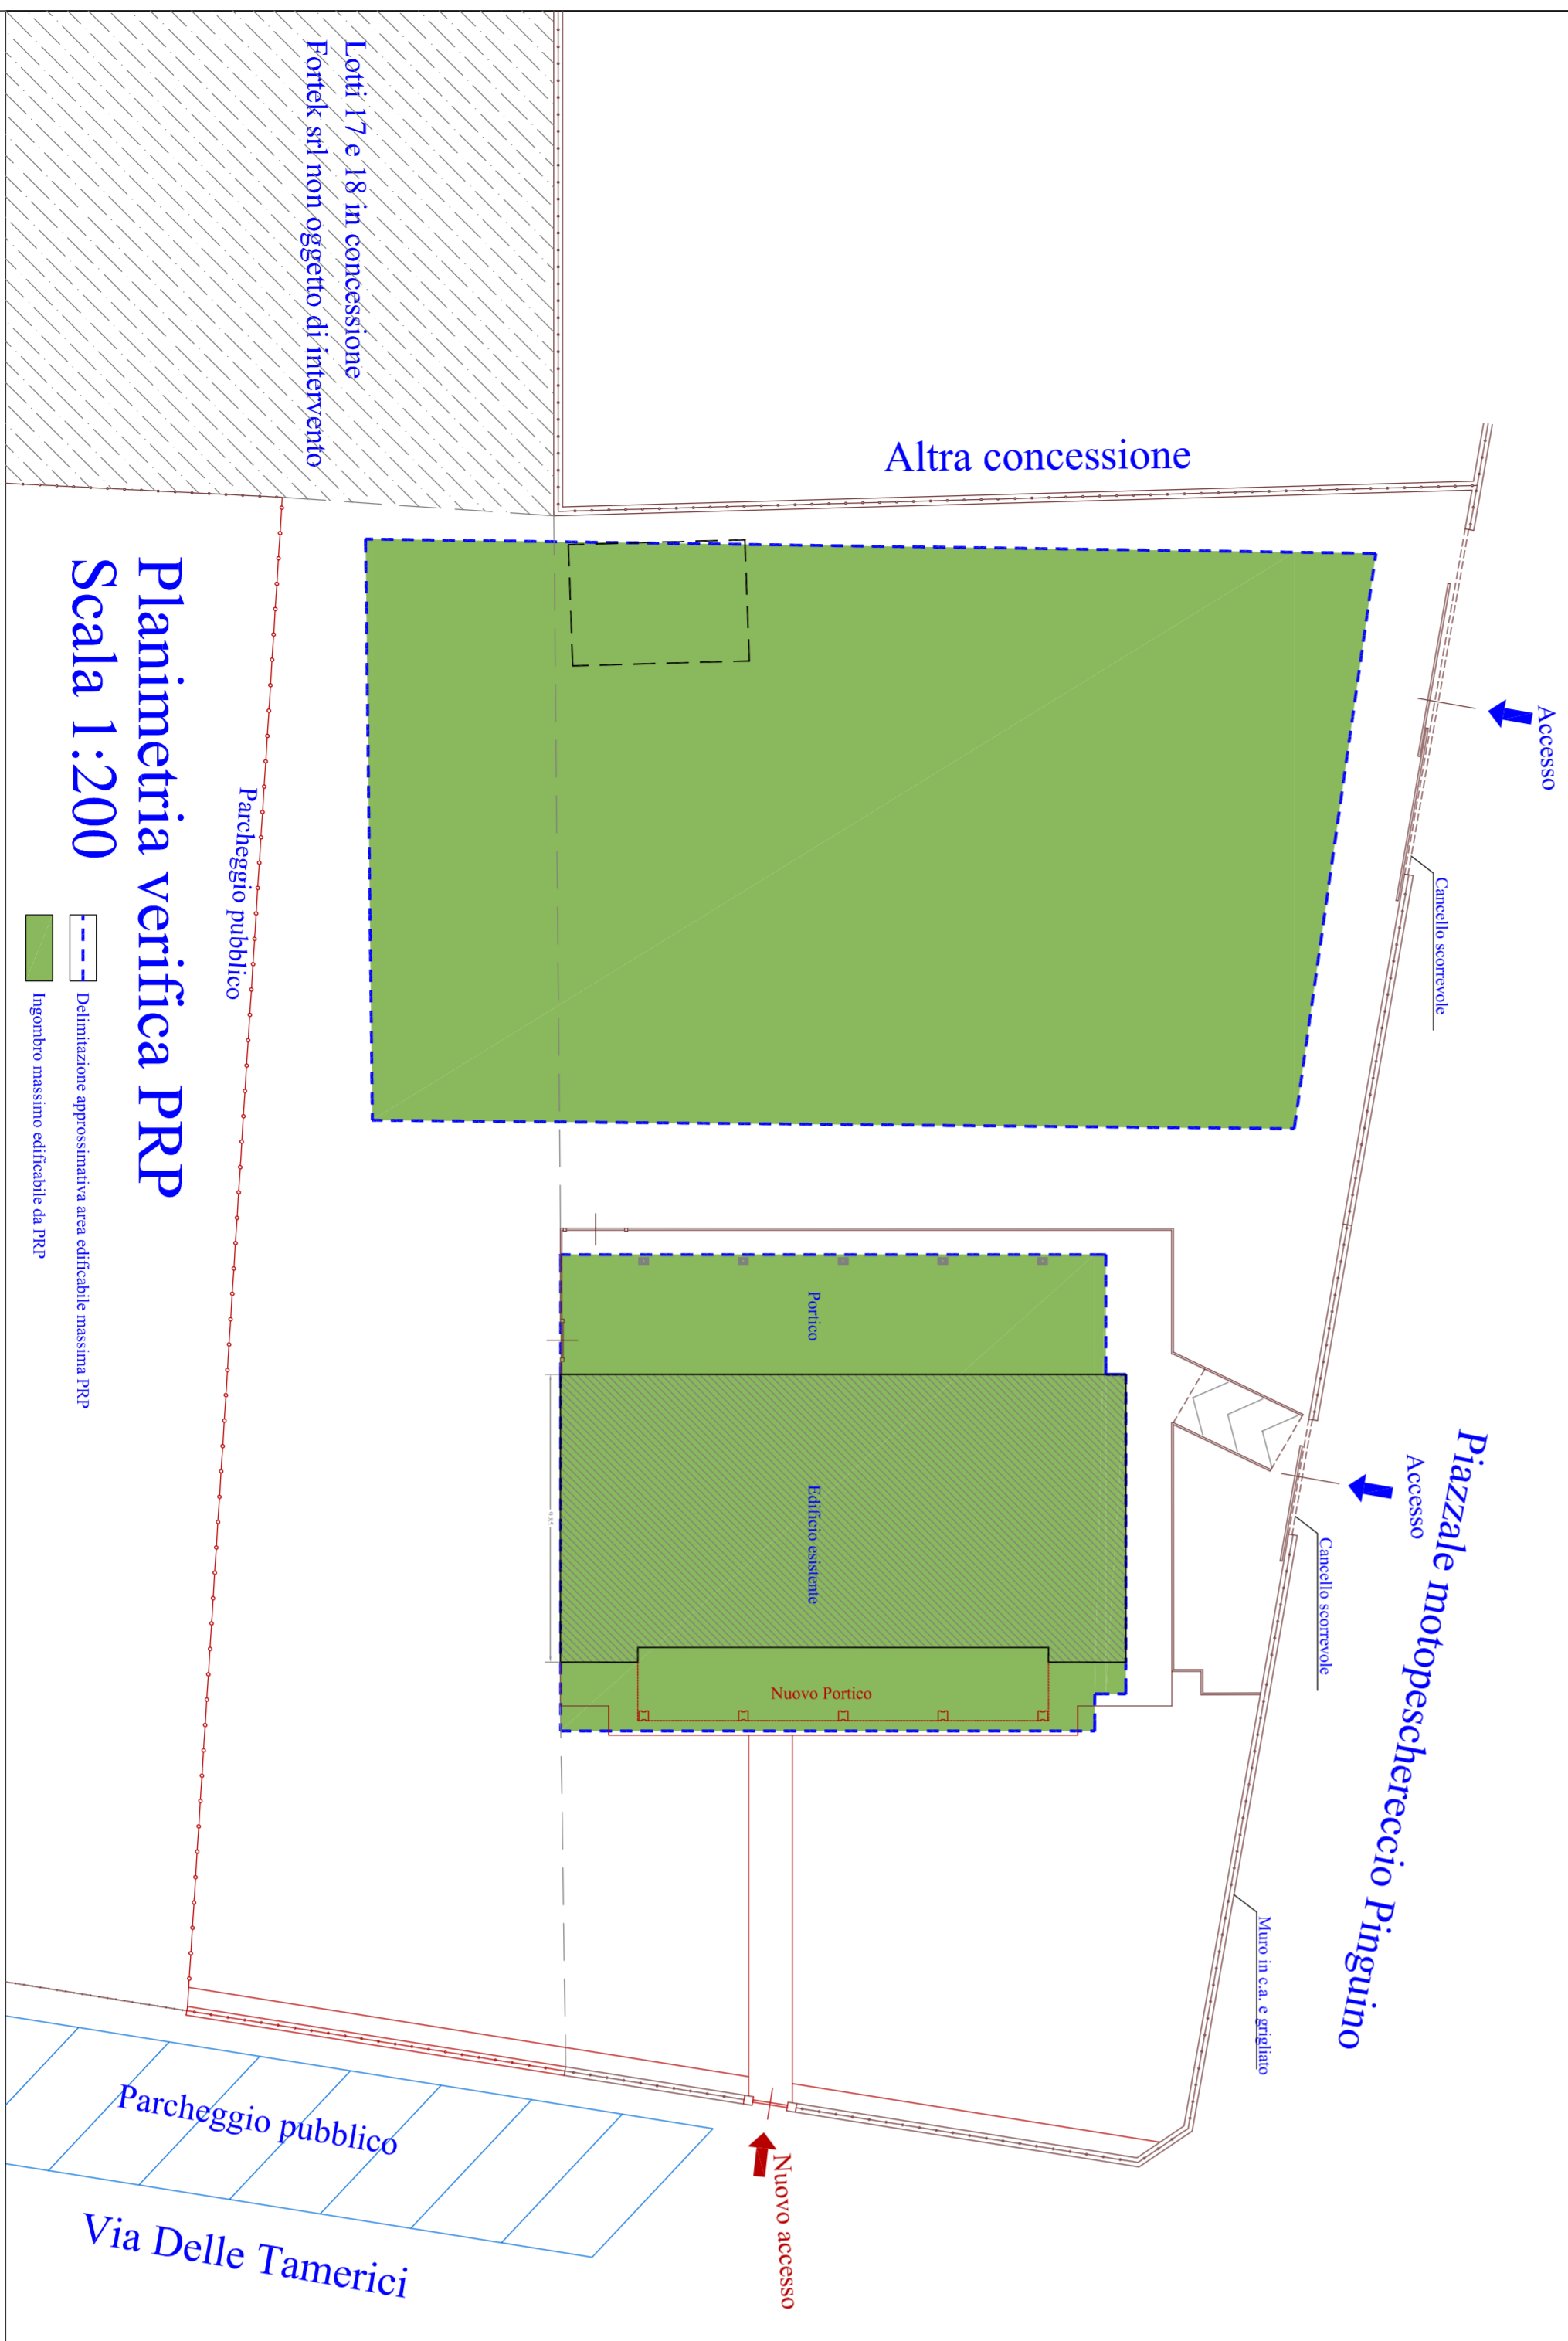 Lotti 17 e 18 in concessione
Fortek srl non oggetto di intervento
Altra concessione
Accesso
Cancello scorrevole
Piazzale motopeschereccio Pinguino
Accesso
Cancello scorrevole
Muro in c.a. e grigliato
Portico
Edificio esistente
Nuovo Portico
Nuovo accesso
Parcheggio pubblico
Planimetria verifica PRP
Scala 1:200
Delimitazione approssimativa area edificabile massima PRP
Ingombro massimo edificabile da PRP
Parcheggio pubblico
Via Delle Tamerici